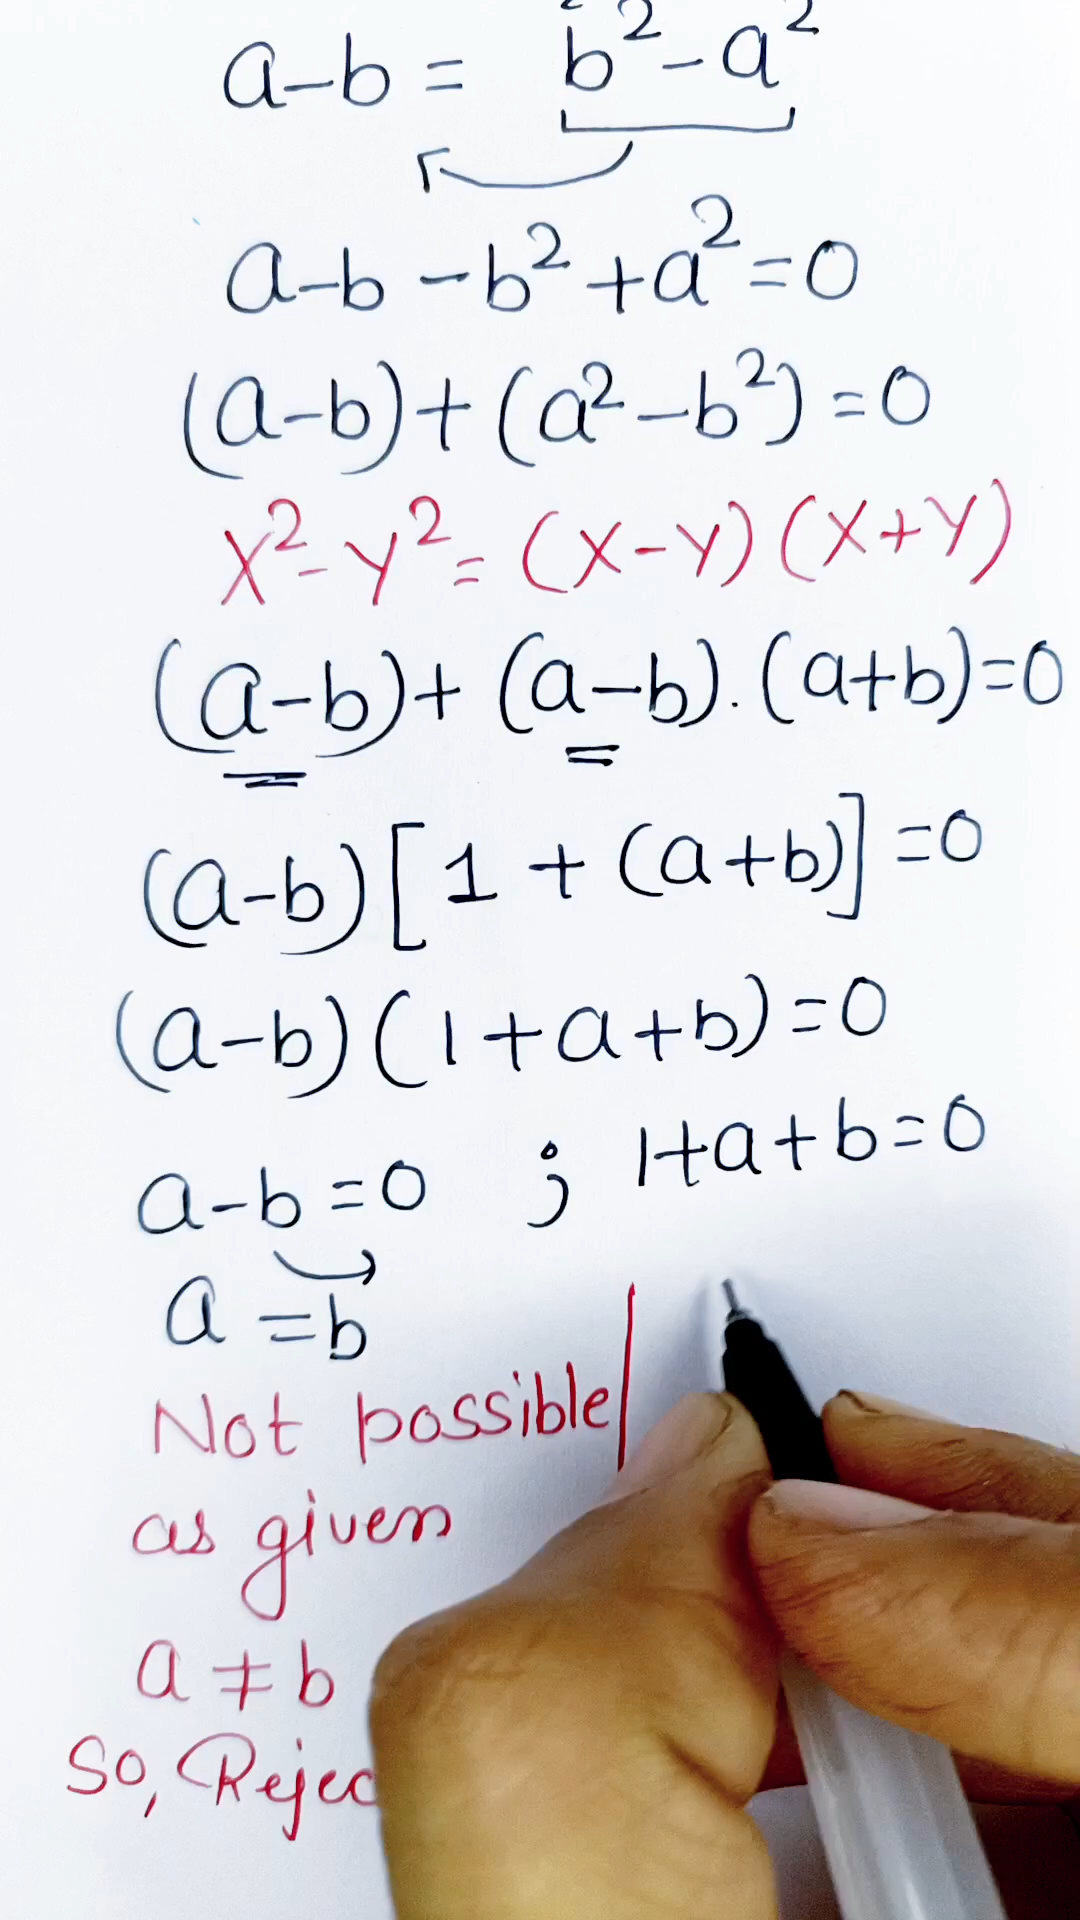 a-b = b²-a²
a-b -b² +a² =0
(a-b)+(a²-b²)=0
x²-y²=(x-y)(x+y)
(a-b)+(a-b).(a+b)=0
(a-b)[1+(a+b)]=0
(a-b)(1+a+b)=0
a-b=0 ; 1+a+b=0
a =b
Not possible
as given
a ≠ b
So,